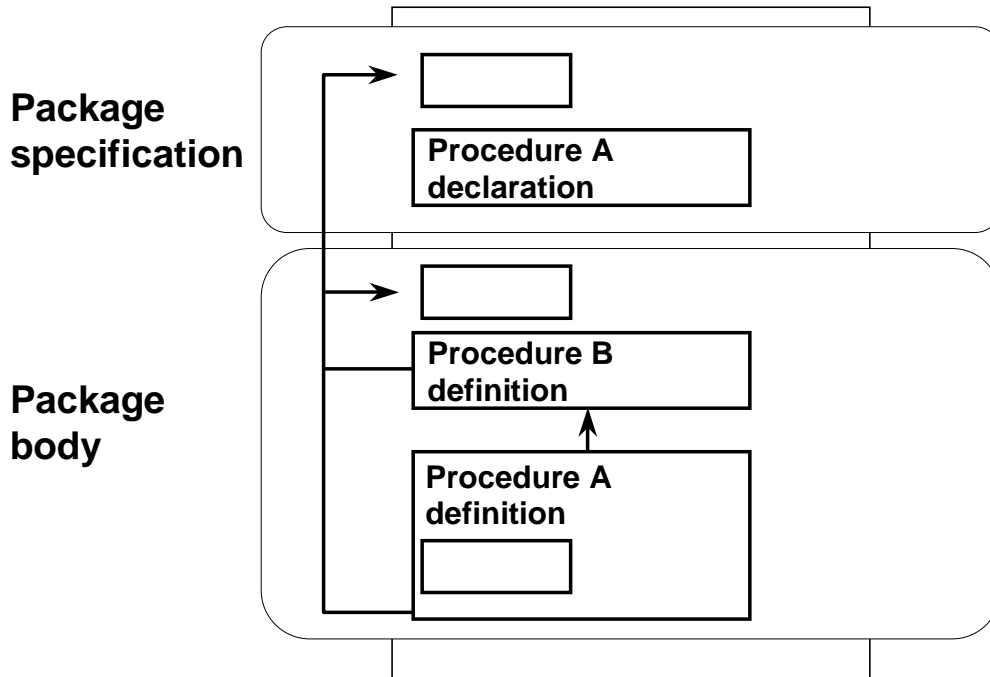 Package
specification
Procedure A
declaration
Package
body
Procedure B
definition
Procedure A
definition